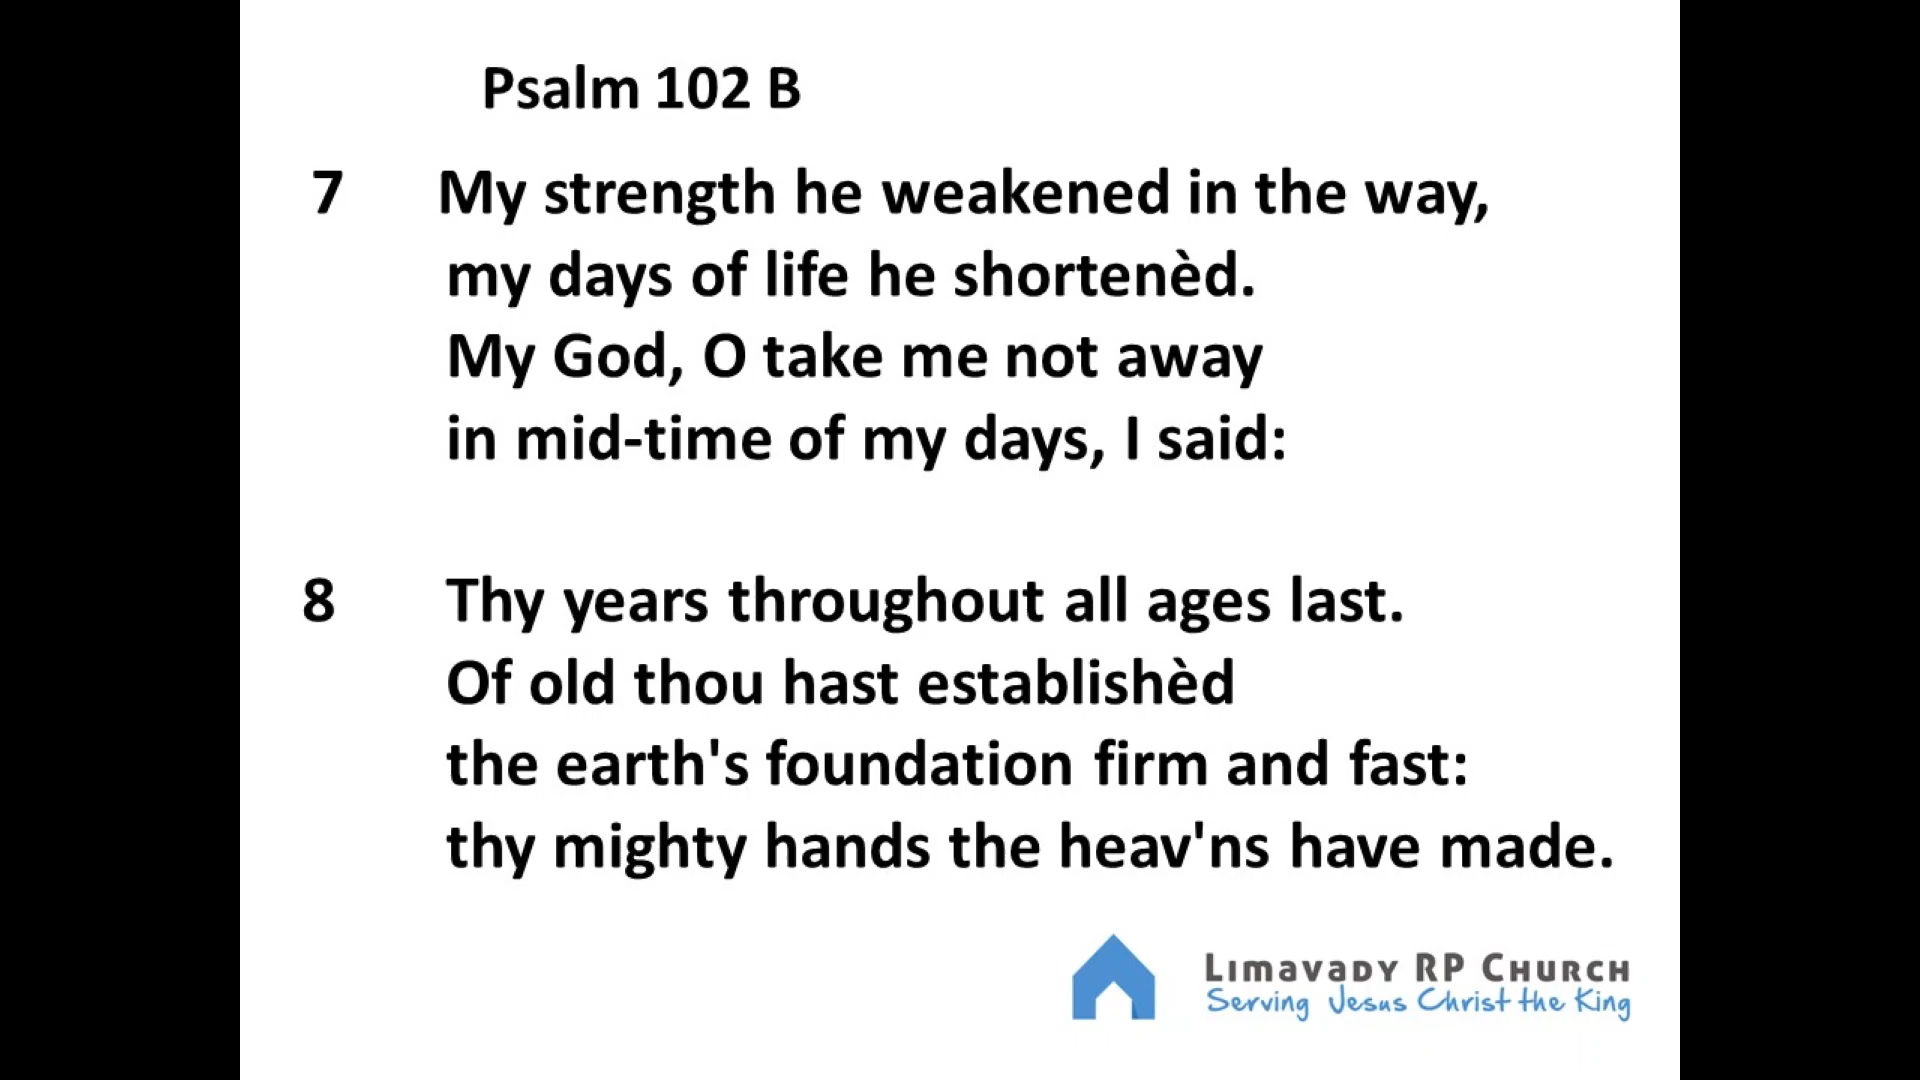 Psalm 102 B
7 My strength he weakened in the way,
my days of life he shortenèd.
My God, O take me not away
in mid-time of my days, I said:
8 Thy years throughout all ages last.
Of old thou hast establishèd
the earth's foundation firm and fast:
thy mighty hands the heav'ns have made.
Limavady RP Church
Serving Jesus Christ the King